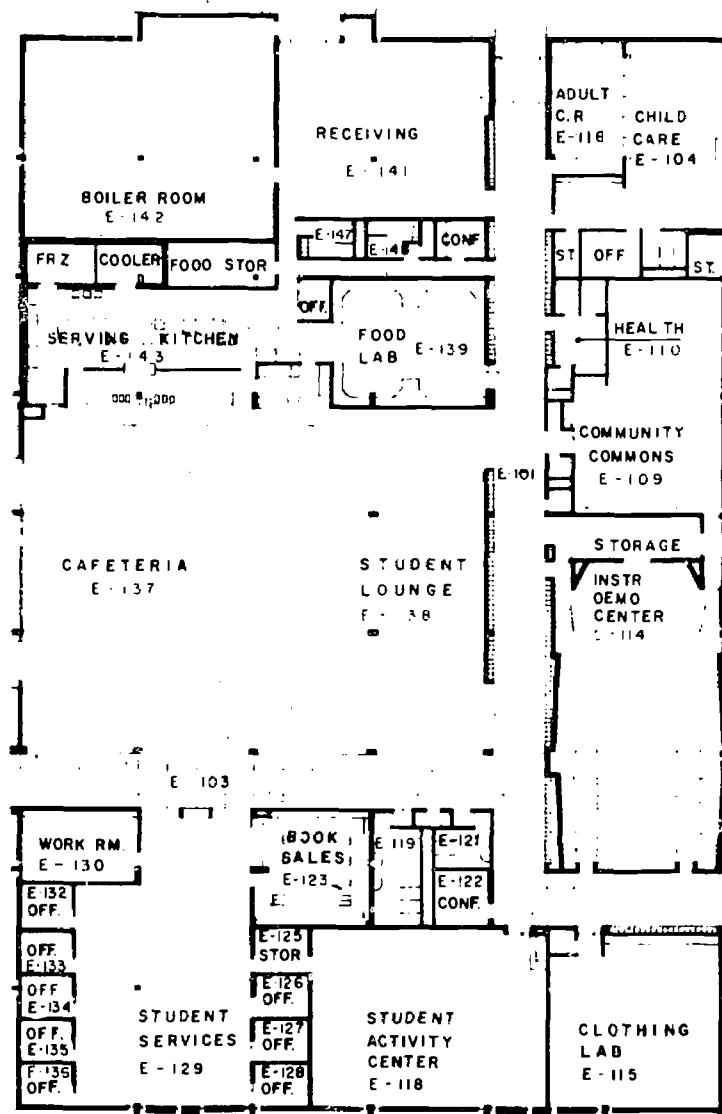 ADULT
C.R
E-118
CHILD
CARE
E-104
RECEIVING
E-141
BOILER ROOM
E-142
E-147
CONF
FRZ
COOLER
FOOD STOR
ST.
OFF
ST.
OFF.
SERVING KITCHEN
E-143
FOOD
LAB E-139
HEALTH
E-110
COMMUNITY
COMMONS
E-109
E-101
STORAGE
CAFETERIA
E-137
STUDENT
LOUNGE
INSTR
DEMO
CENTER
E 103
WORK RM.
E-130
BOOK
SALES
E-123
E 119
E-121
E-122
CONF.
E-132
OFF.
OFF.
E-133
OFF
E-134
OFF.
E-135
E-136
OFF.
E-125
STOR
E-126
OFF.
E-127
OFF.
E-128
OFF.
STUDENT
SERVICES
E-129
STUDENT
ACTIVITY
CENTER
E-118
CLOTHING
LAB
E-115